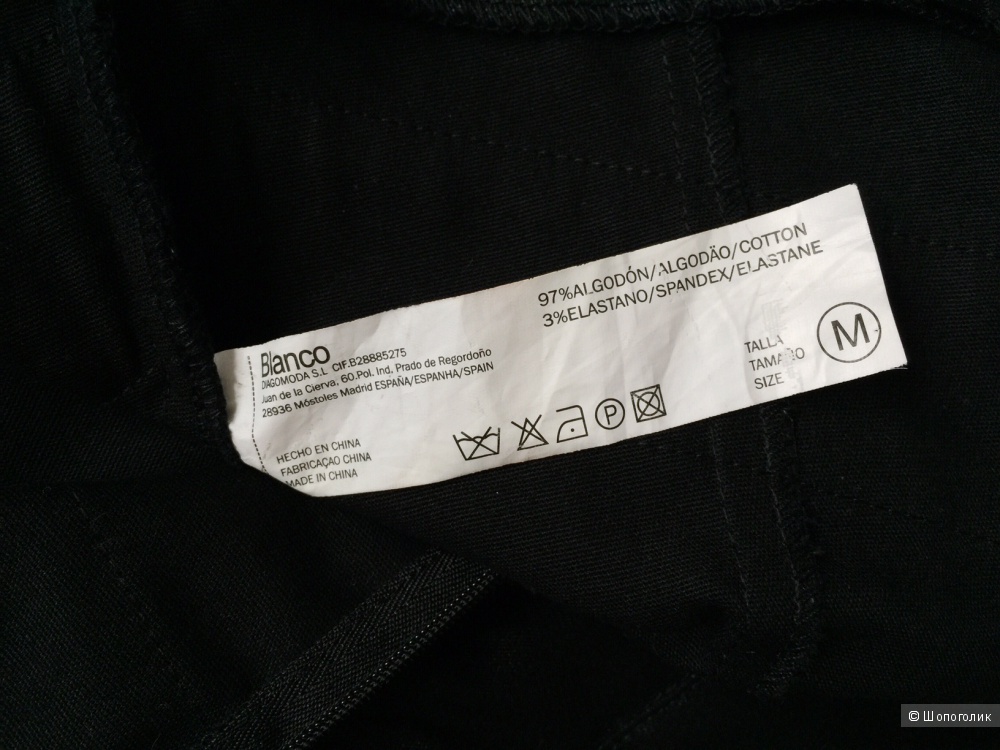 97%ALGODÓN/ALGODÃO/COTTON
3%ELASTANO/SPANDEX/ELASTANE
Blanco
DIAGOMODA S.L CIF.B28885275
Juan de la Cierva, 60.Pol. Ind. Prado de Regordoño
28936 Móstoles Madrid ESPAÑA/ESPANHA/SPAIN
HECHO EN CHINA
FABRICAÇAO CHINA
MADE IN CHINA
P
TALLA
TAMAÑO
SIZE
M
© Шопоголик